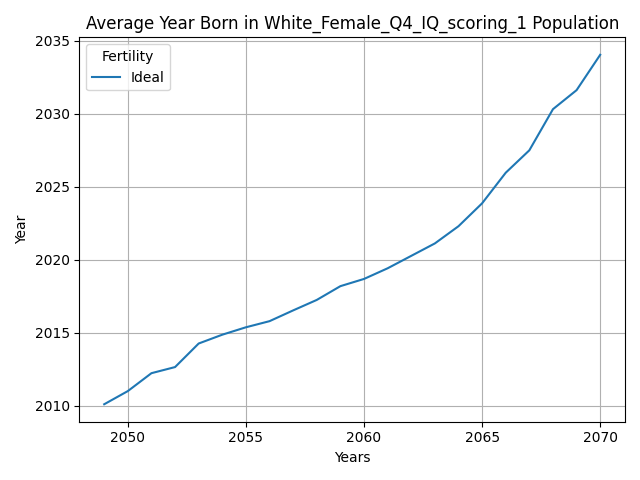 Average Year Born in White_Female_Q4_IQ_scoring_1 Population
2035
2030
2025
2020
2015
2010
Year
Fertility
Ideal
2050 2055 2060 2065 2070
Years